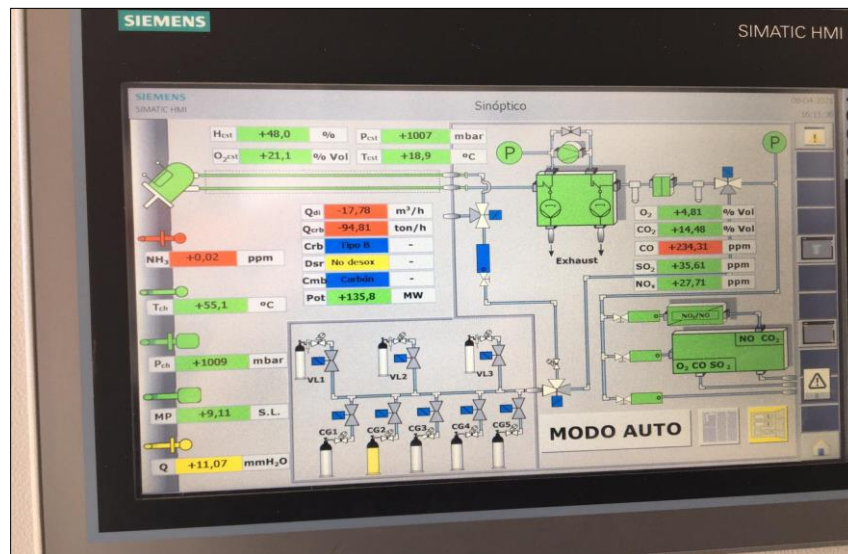 SIEMENS
SIMATIC HMI
SIEMENS
SIMATIC HMI
Sinóptico
Hcst +48,0 % Pcst +1007 mbar
O2cst +21,1 % Vol Tcst +18,9 ºC
P
P
Qdi -17,78 m³/h
Qcrb -94,81 ton/h
Crb Tipo B -
Dsr No desox -
Cmb Carbón -
Pot +135,8 MW
Exhaust
O2 +4,81 % Vol
CO2 +14,48 % Vol
CO +234,31 ppm
SO2 +35,61 ppm
NOx +27,71 ppm
NH3 +0,02 ppm
Tch +55,1 ºC
Pch +1009 mbar
MP +9,11 S.L.
Q +11,07 mmH2O
NO2/NO
NO CO2
O2 CO SO2
VL1 VL2 VL3
CG1 CG2 CG3 CG4 CG5
MODO AUTO